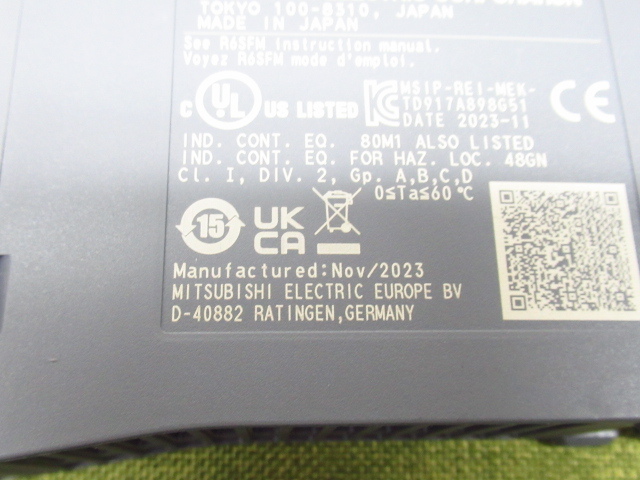 TOKYO 100-8310, JAPAN
MADE IN JAPAN
See R6SFM instruction manual.
Voyez R6SFM mode d'emploi.
C UL US LISTED
MSIP-REI-MEK-
TD917A898G51
DATE 2023-11
CE
IND. CONT. EQ. 80M1 ALSO LISTED
IND. CONT. EQ. FOR HAZ. LOC. 48GN
Cl. I, DIV. 2, Gp. A,B,C,D
0≤Ta≤60℃
15
UK
CA
Manufactured:Nov/2023
MITSUBISHI ELECTRIC EUROPE BV
D-40882 RATINGEN,GERMANY